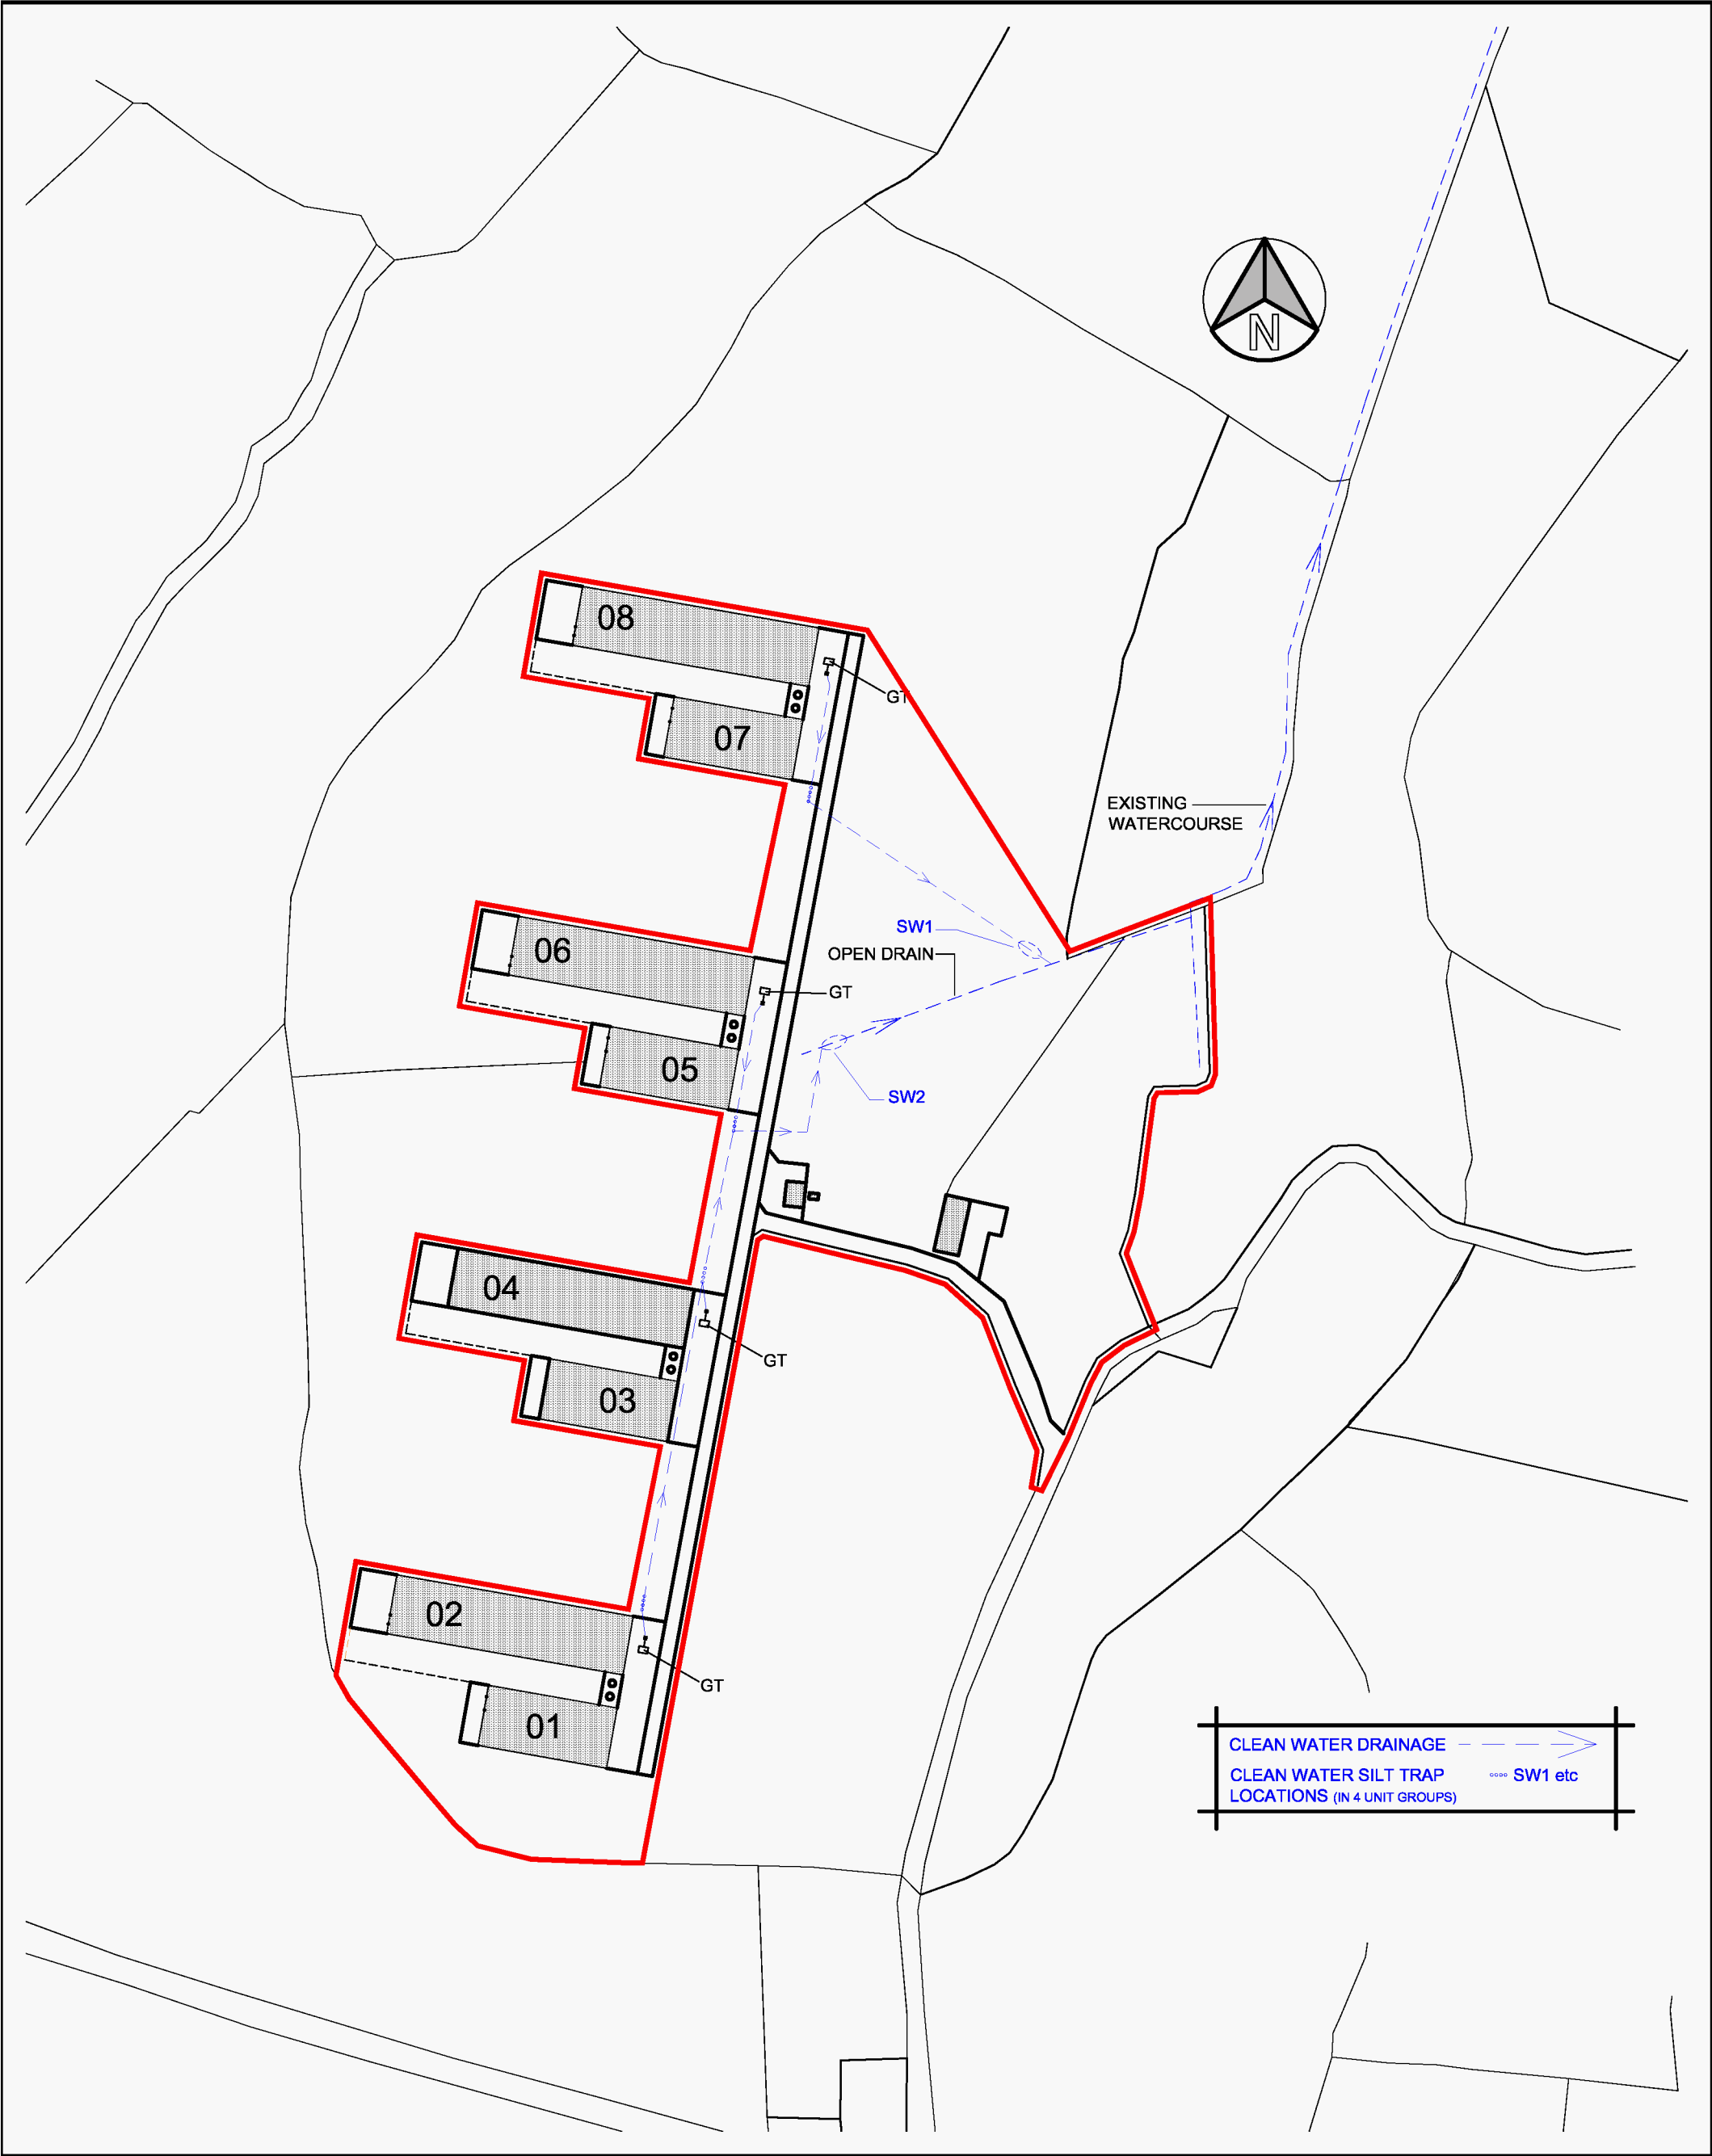 N
08
GT
07
EXISTING
WATERCOURSE
SW1
OPEN DRAIN
06
GT
05
SW2
04
GT
03
02
GT
01
CLEAN WATER DRAINAGE
CLEAN WATER SILT TRAP SW1 etc
LOCATIONS (IN 4 UNIT GROUPS)